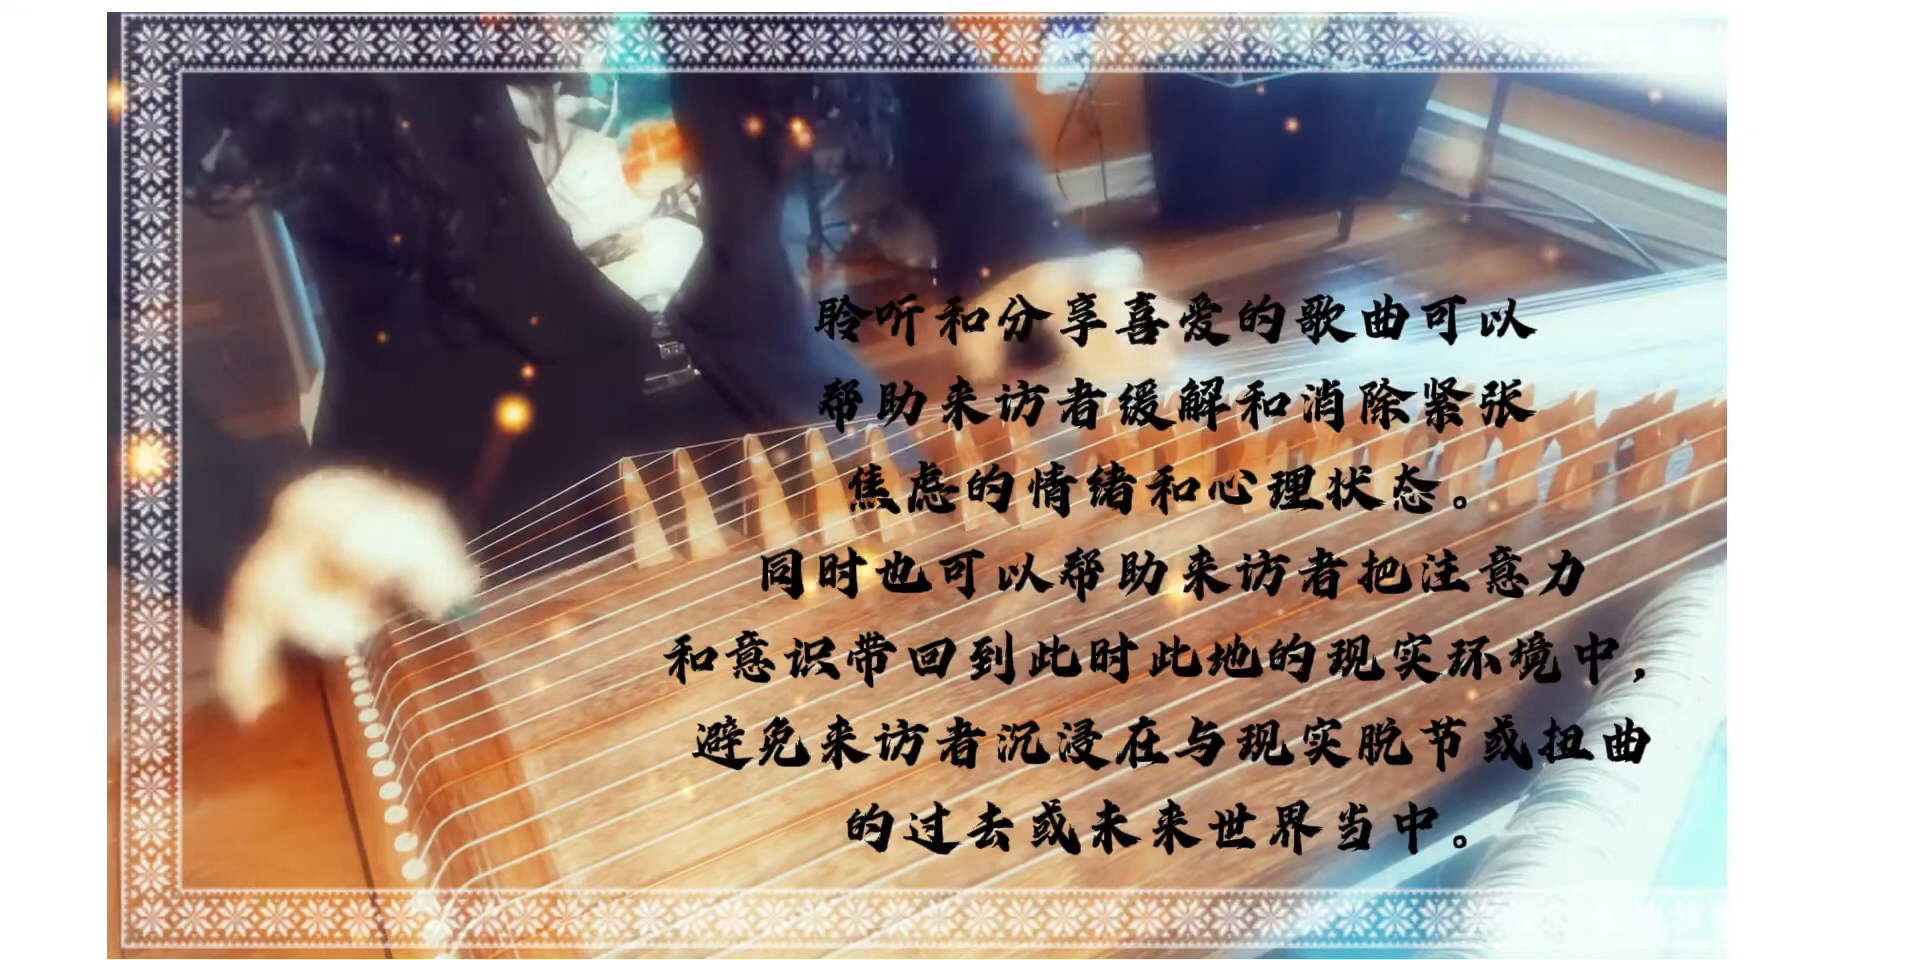 聆听和分享喜爱的歌曲可以
帮助来访者缓解和消除紧张
焦虑的情绪和心理状态。
同时也可以帮助来访者把注意力
和意识带回到此时此地的现实环境中，
避免来访者沉浸在与现实脱节或扭曲
的过去或未来世界当中。